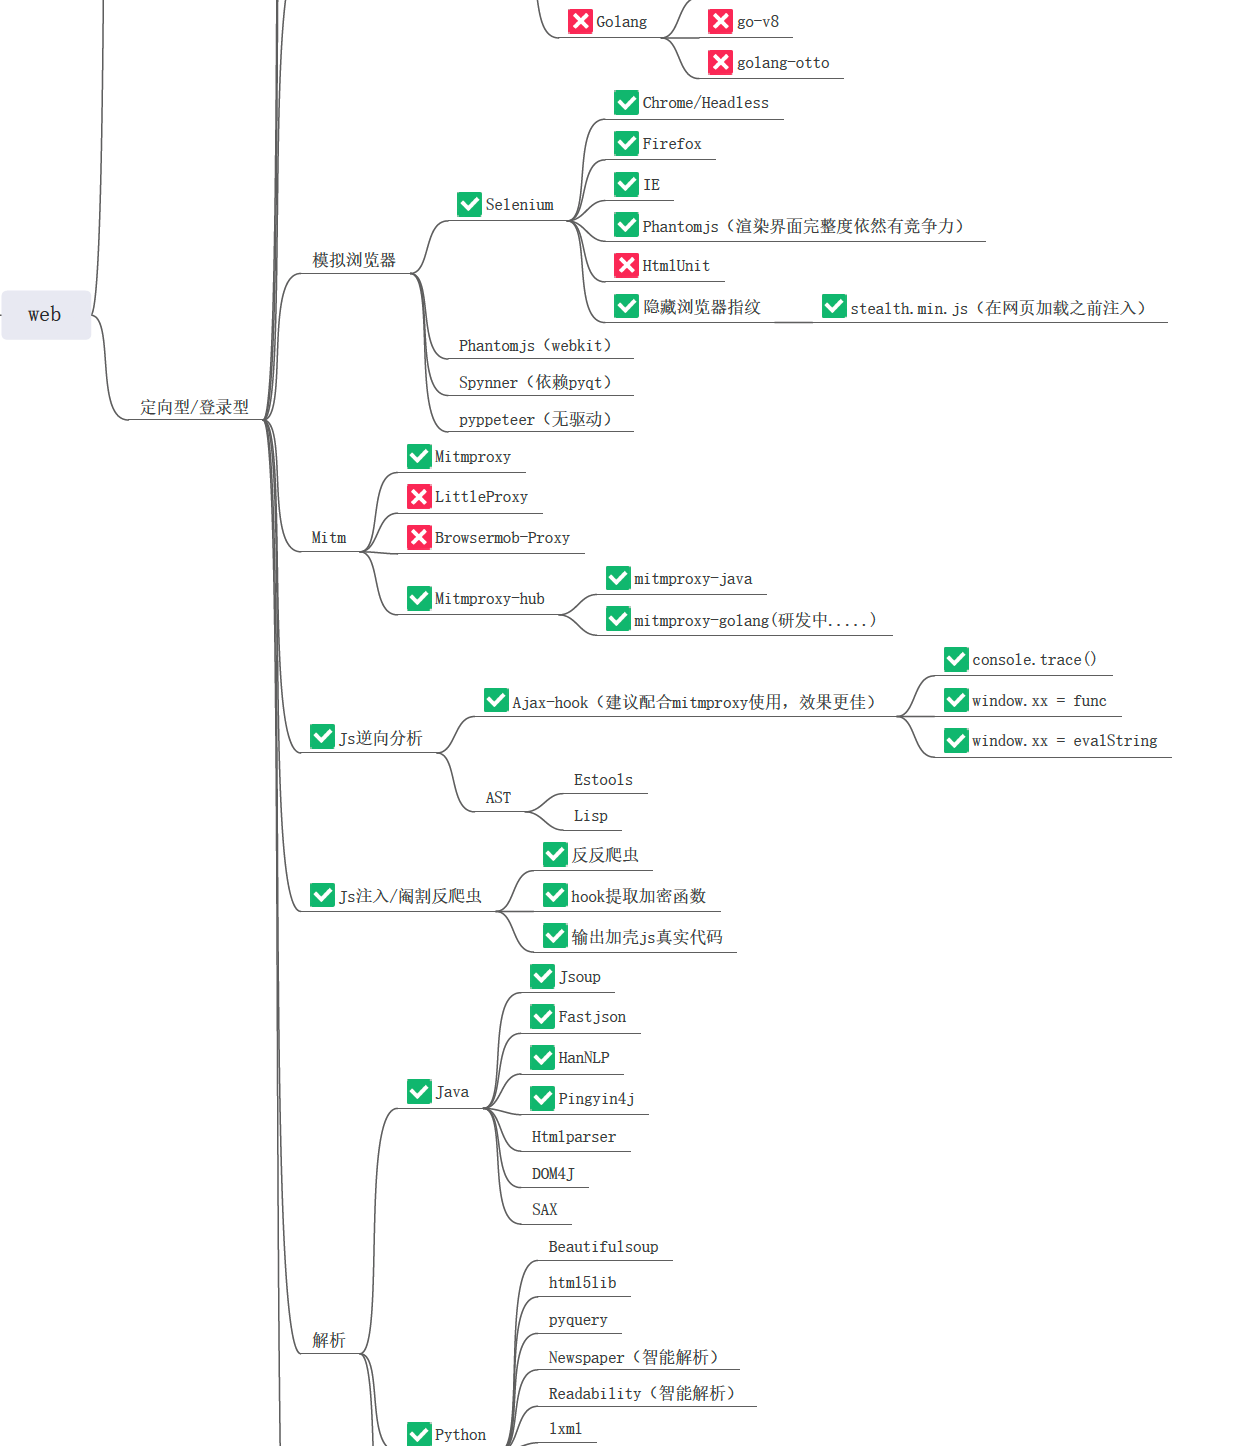 Golang
go-v8
golang-otto
Chrome/Headless
Firefox
IE
Selenium
Phantomjs（渲染界面完整度依然有竞争力）
模拟浏览器
HtmlUnit
隐藏浏览器指纹
stealth.min.js（在网页加载之前注入）
web
Phantomjs（webkit）
Spynner（依赖pyqt）
定向型/登录型
pyppeteer（无驱动）
Mitmproxy
LittleProxy
Mitm
Browsermob-Proxy
mitmproxy-java
Mitmproxy-hub
mitmproxy-golang(研发中.....)
console.trace()
Ajax-hook（建议配合mitmproxy使用，效果更佳）
window.xx = func
Js逆向分析
window.xx = evalString
Estools
AST
Lisp
反反爬虫
Js注入/阉割反爬虫
hook提取加密函数
输出加壳js真实代码
Jsoup
Fastjson
HanNLP
Java
Pingyin4j
Htmlparser
DOM4J
SAX
Beautifulsoup
html5lib
pyquery
解析
Newspaper（智能解析）
Readability（智能解析）
lxml
Python